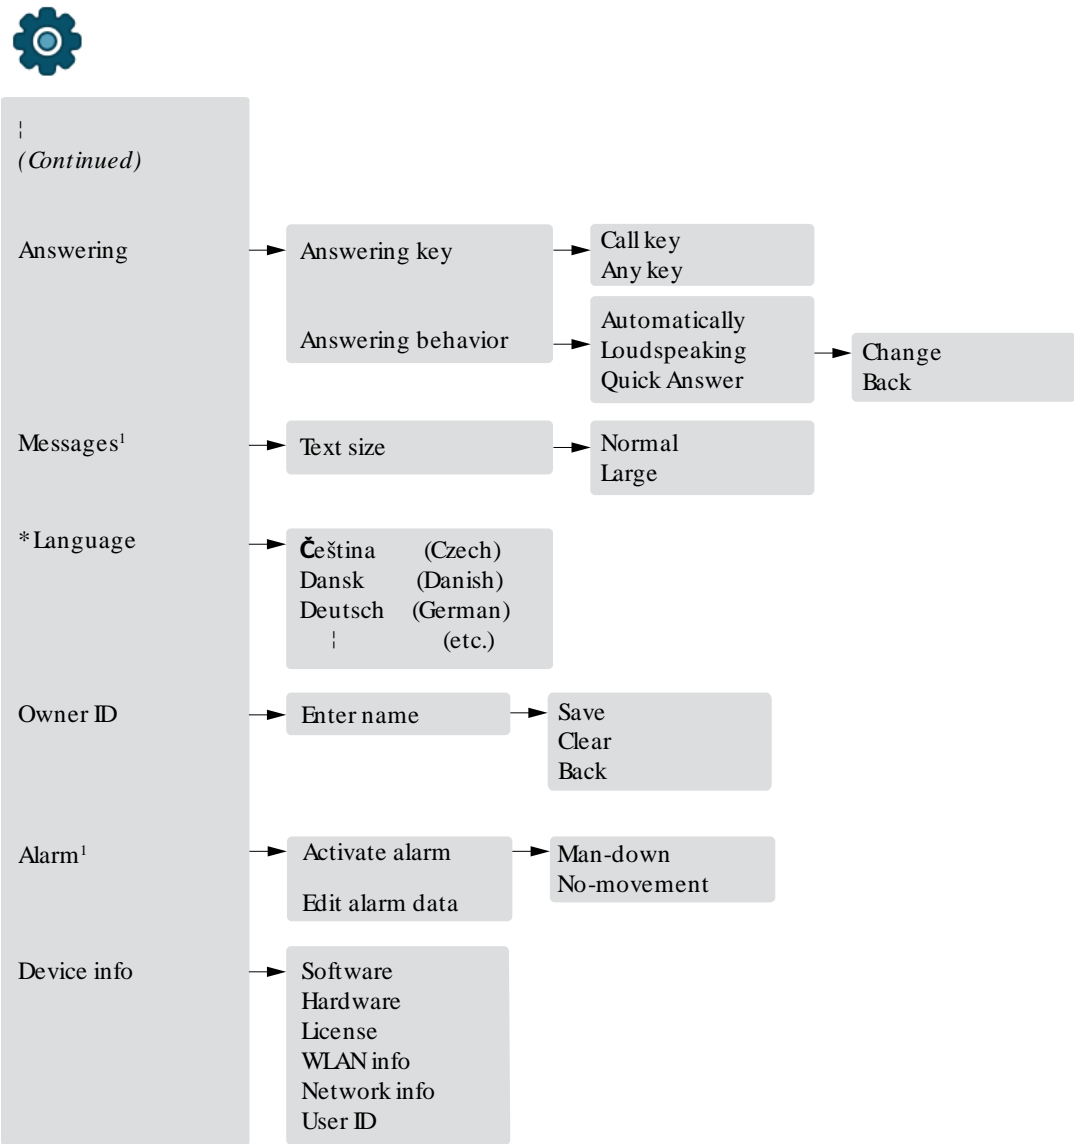 ¦
(Continued)
Answering
Answering key
Call key
Any key
Answering behavior
Automatically
Loudspeaking
Quick Answer
Change
Back
Messages¹
Text size
Normal
Large
*Language
Čeština (Czech)
Dansk (Danish)
Deutsch (German)
¦ (etc.)
Owner ID
Enter name
Save
Clear
Back
Alarm¹
Activate alarm
Edit alarm data
Man-down
No-movement
Device info
Software
Hardware
License
WLAN info
Network info
User ID